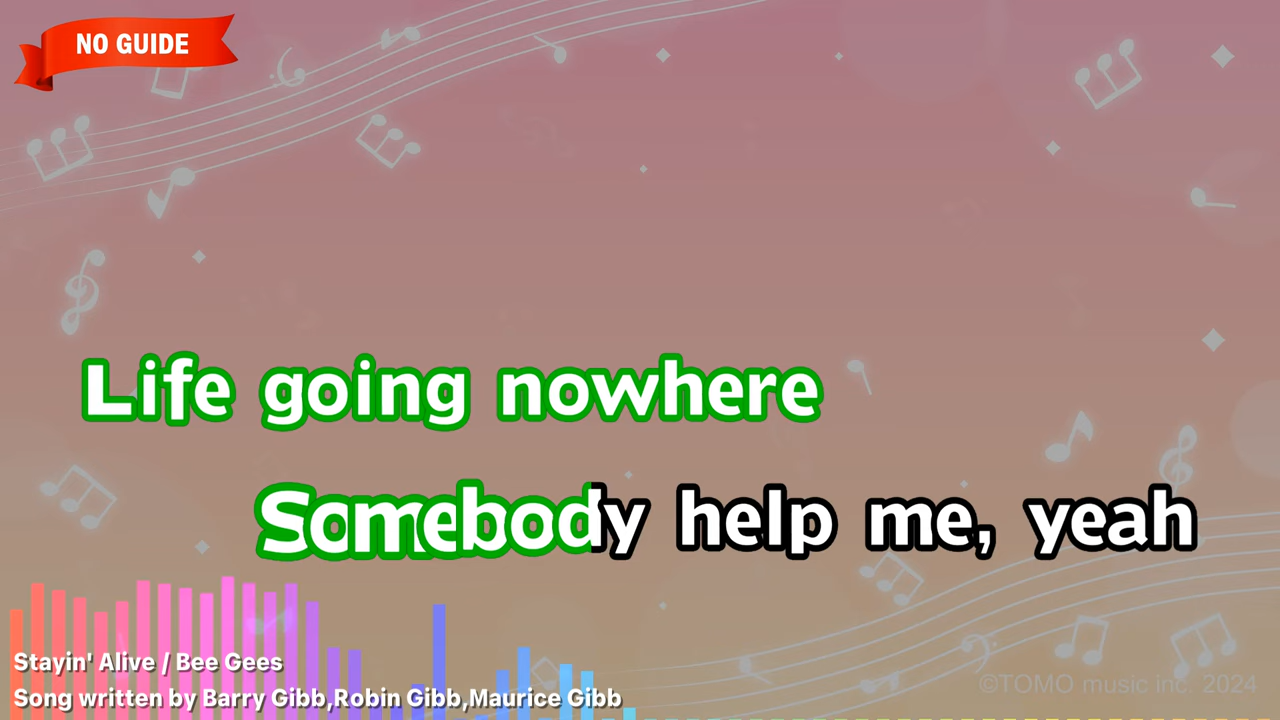 NO GUIDE
Life going nowhere
Somebody help me, yeah
Stayin' Alive / Bee Gees
Song written by Barry Gibb,Robin Gibb,Maurice Gibb
©TOMO music inc. 2024